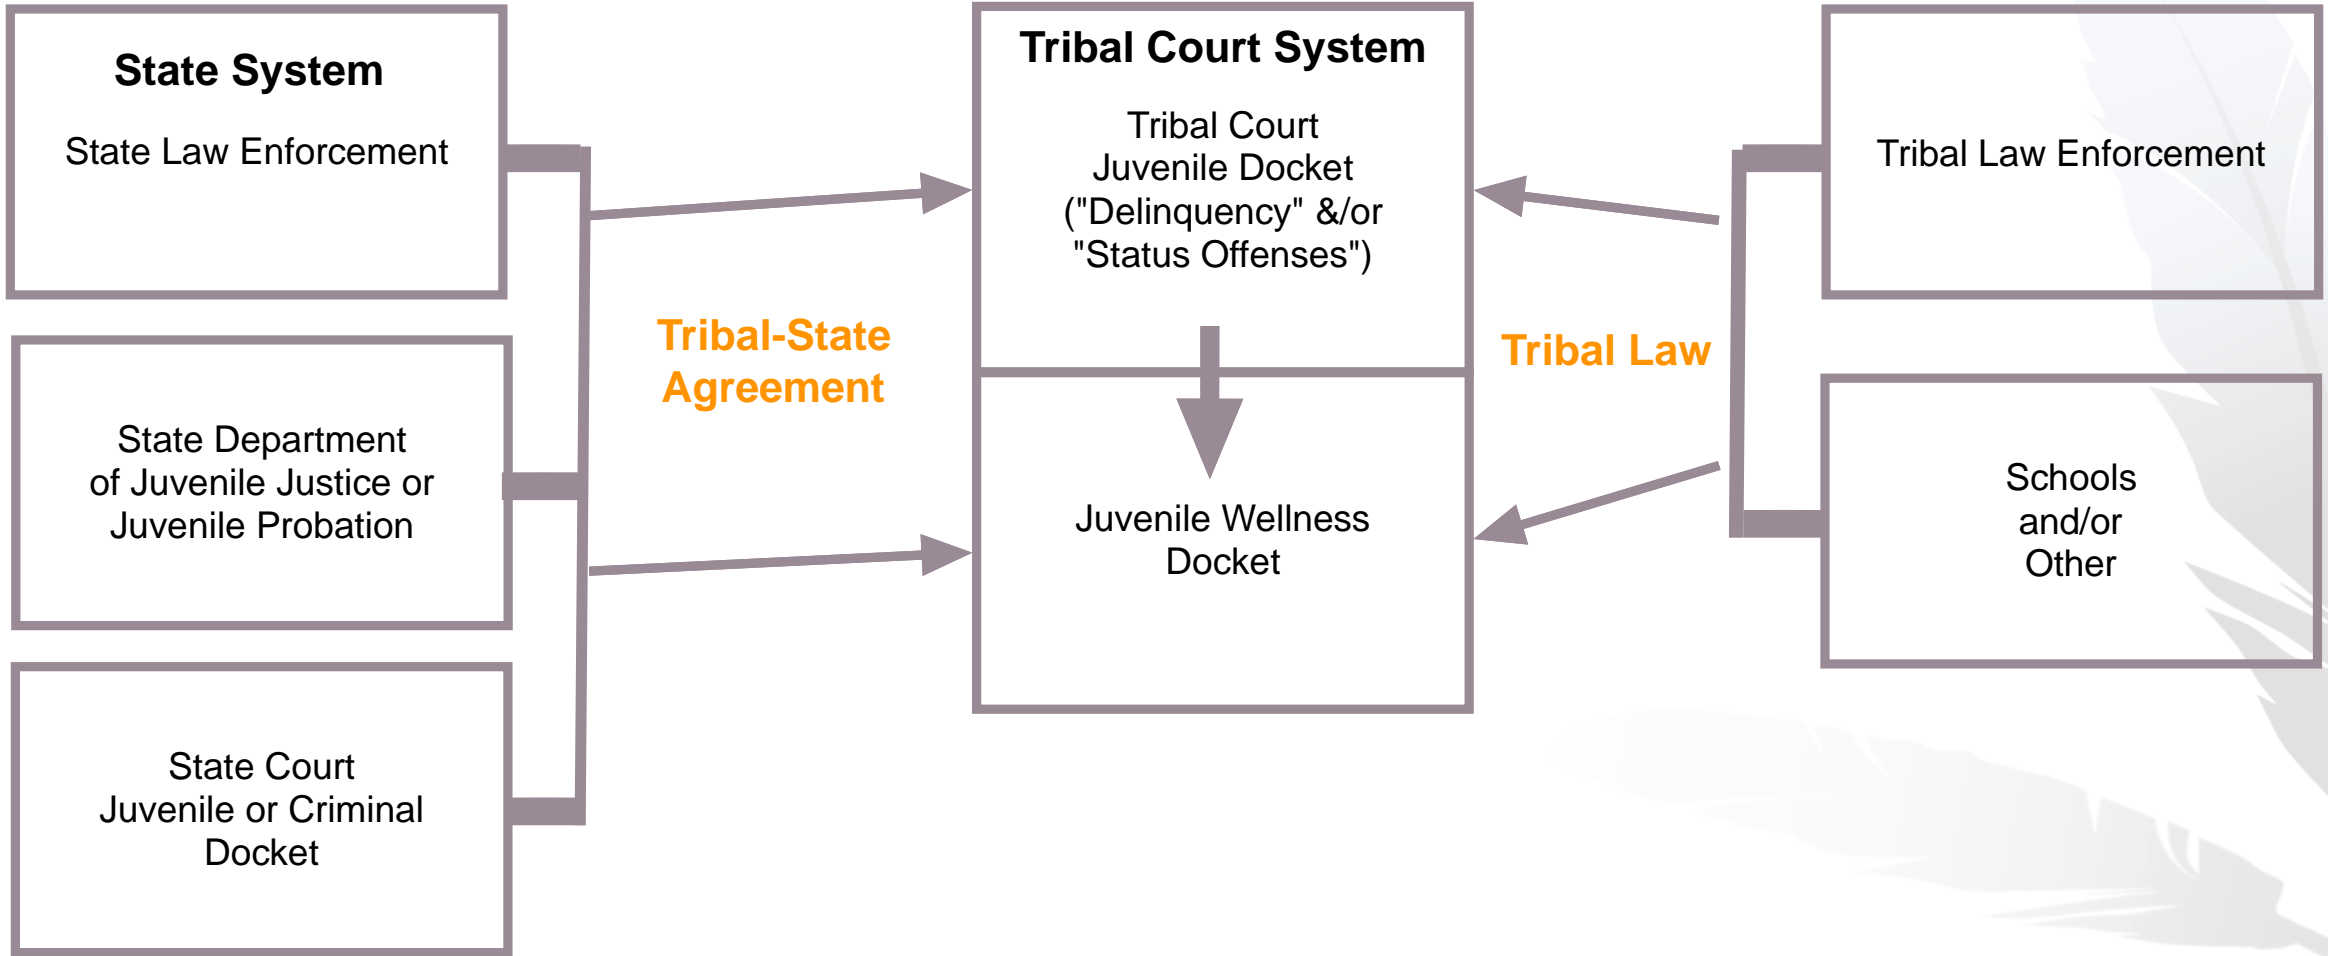 State System
State Law Enforcement
State Department
of Juvenile Justice or
Juvenile Probation
State Court
Juvenile or Criminal
Docket
Tribal-State
Agreement
Tribal Court System
Tribal Court
Juvenile Docket
("Delinquency" &/or
"Status Offenses")
Juvenile Wellness
Docket
Tribal Law
Tribal Law Enforcement
Schools
and/or
Other